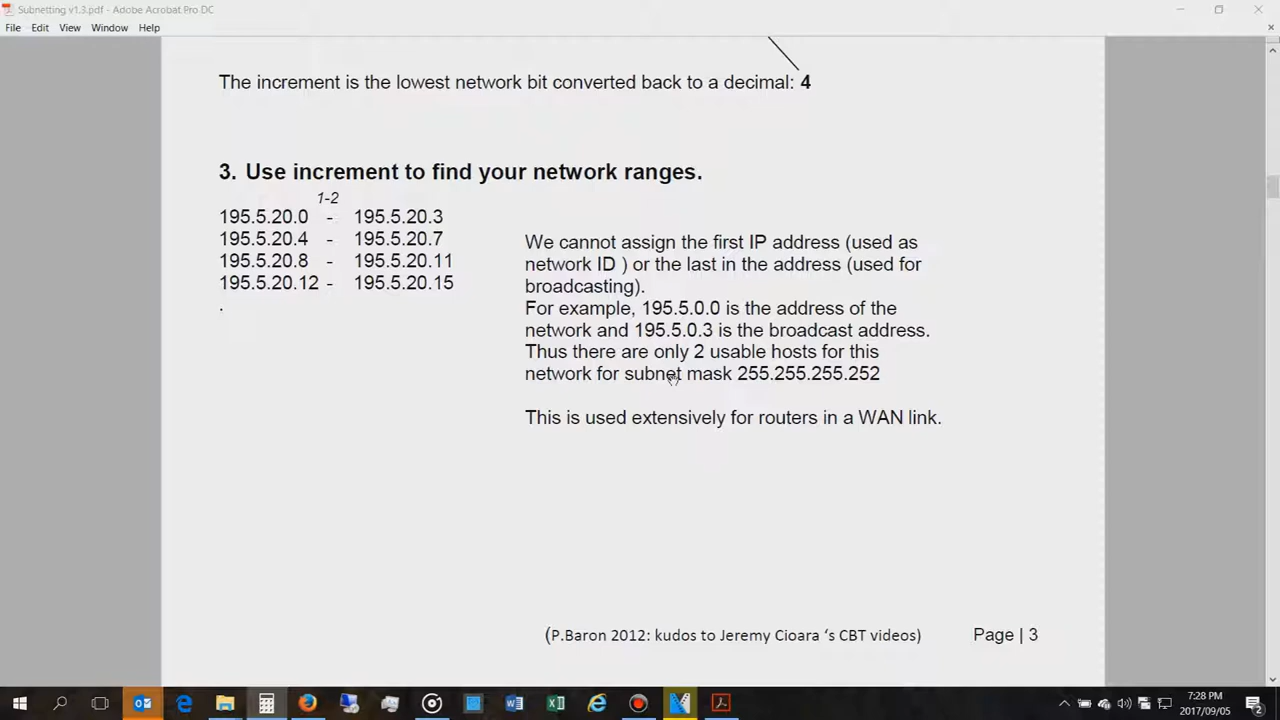 Subnetting v1.3.pdf - Adobe Acrobat Pro DC
File Edit View Window Help
The increment is the lowest network bit converted back to a decimal: 4
3. Use increment to find your network ranges.
1-2
195.5.20.0 - 195.5.20.3
195.5.20.4 - 195.5.20.7
195.5.20.8 - 195.5.20.11
195.5.20.12 - 195.5.20.15
.
We cannot assign the first IP address (used as
network ID ) or the last in the address (used for
broadcasting).
For example, 195.5.0.0 is the address of the
network and 195.5.0.3 is the broadcast address.
Thus there are only 2 usable hosts for this
network for subnet mask 255.255.255.252
This is used extensively for routers in a WAN link.
(P.Baron 2012: kudos to Jeremy Cioara ‘s CBT videos) Page | 3
7:28 PM
2017/09/05
2